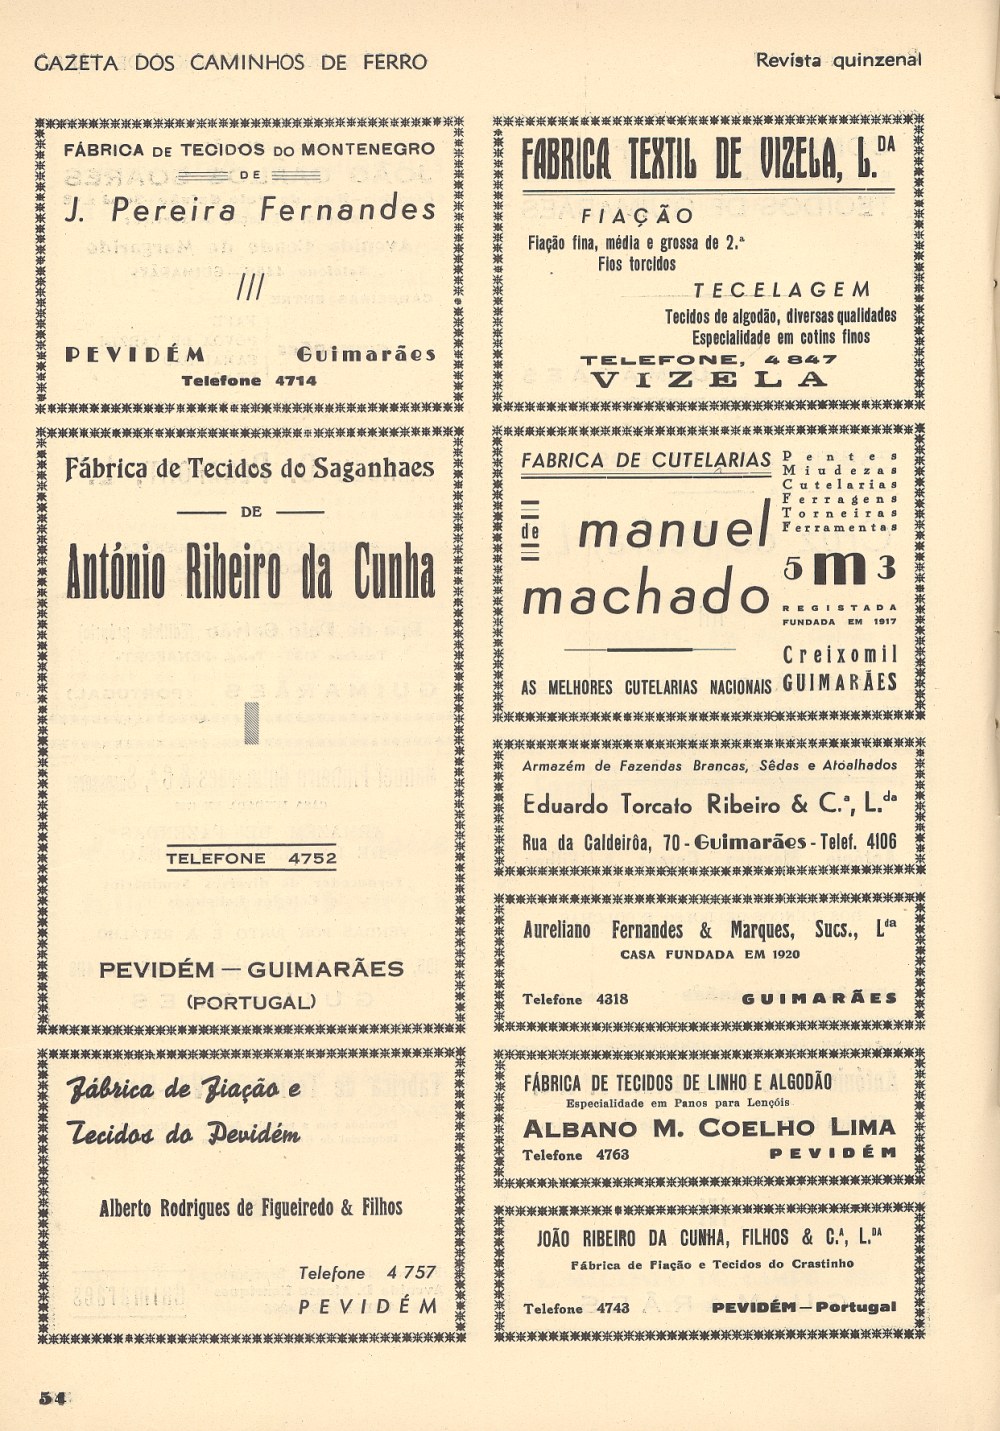 GAZETA DOS CAMINHOS DE FERRO
Revista quinzenal
FÁBRICA DE TECIDOS DO MONTENEGRO
DE
J. Pereira Fernandes
PEVIDÉM Guimarães
Telefone 4714
Fábrica de Tecidos do Saganhaes
DE
António Ribeiro da Cunha
TELEFONE 4752
PEVIDÉM — GUIMARÃES
(PORTUGAL)
Fábrica de Fiação e
Tecidos do Pevidém
Alberto Rodrigues de Figueiredo & Filhos
Telefone 4 757
PEVIDÉM
FABRICA TEXTIL DE VIZELA, L.DA
FIAÇÃO
Fiação fina, média e grossa de 2.ª
Fios torcidos
TECELAGEM
Tecidos de algodão, diversas qualidades
Especialidade em cotins finos
TELEFONE, 4847
VIZELA
FABRICA DE CUTELARIAS
de
manuel
machado
AS MELHORES CUTELARIAS NACIONAIS
Pentes
Miudezas
Cutelarias
Ferragens
Torneiras
Ferramentas
5 m 3
REGISTADA
FUNDADA EM 1917
Creixomil
GUIMARÃES
Armazém de Fazendas Brancas, Sêdas e Atoalhados
Eduardo Torcato Ribeiro & C.ª, L.da
Rua da Caldeirôa, 70 - Guimarães - Telef. 4106
Aureliano Fernandes & Marques, Sucs., Lda
CASA FUNDADA EM 1920
Telefone 4318 GUIMARÃES
FÁBRICA DE TECIDOS DE LINHO E ALGODÃO
Especialidade em Panos para Lençóis
ALBANO M. COELHO LIMA
Telefone 4763 PEVIDÉM
JOÃO RIBEIRO DA CUNHA, FILHOS & C.A, L.DA
Fábrica de Fiação e Tecidos do Crastinho
Telefone 4743 PEVIDÉM — Portugal
54